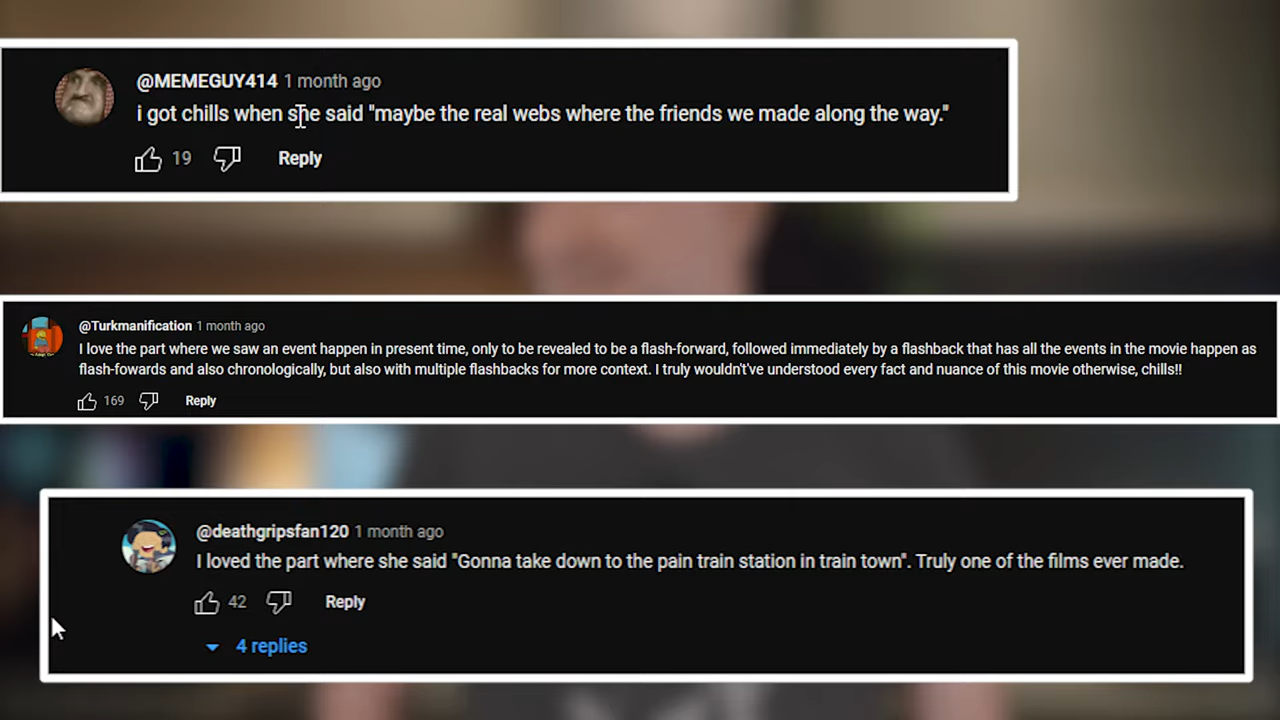 @MEMEGUY414 1 month ago
i got chills when she said "maybe the real webs where the friends we made along the way."
19 Reply
@Turkmanification 1 month ago
I love the part where we saw an event happen in present time, only to be revealed to be a flash-forward, followed immediately by a flashback that has all the events in the movie happen as
flash-fowards and also chronologically, but also with multiple flashbacks for more context. I truly wouldn't've understood every fact and nuance of this movie otherwise, chills!!
169 Reply
@deathgripsfan120 1 month ago
I loved the part where she said "Gonna take down to the pain train station in train town". Truly one of the films ever made.
42 Reply
4 replies